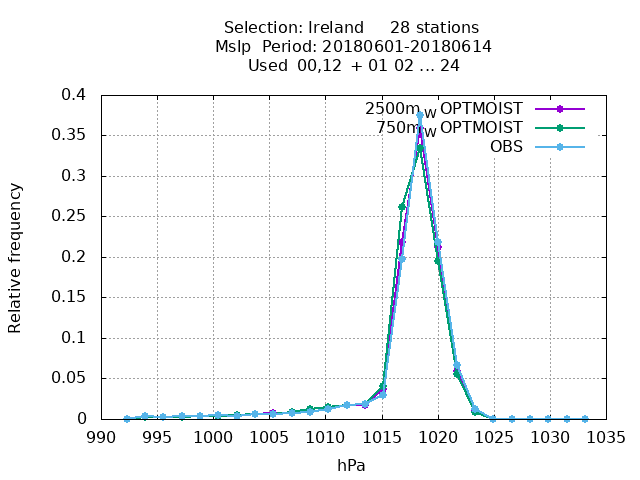 Selection: Ireland 28 stations
Mslp Period: 20180601-20180614
Used 00,12 + 01 02 ... 24
2500m_W OPTMOIST
750m_W OPTMOIST
OBS
Relative frequency
0.4
0.35
0.3
0.25
0.2
0.15
0.1
0.05
0
990 995 1000 1005 1010 1015 1020 1025 1030 1035
hPa